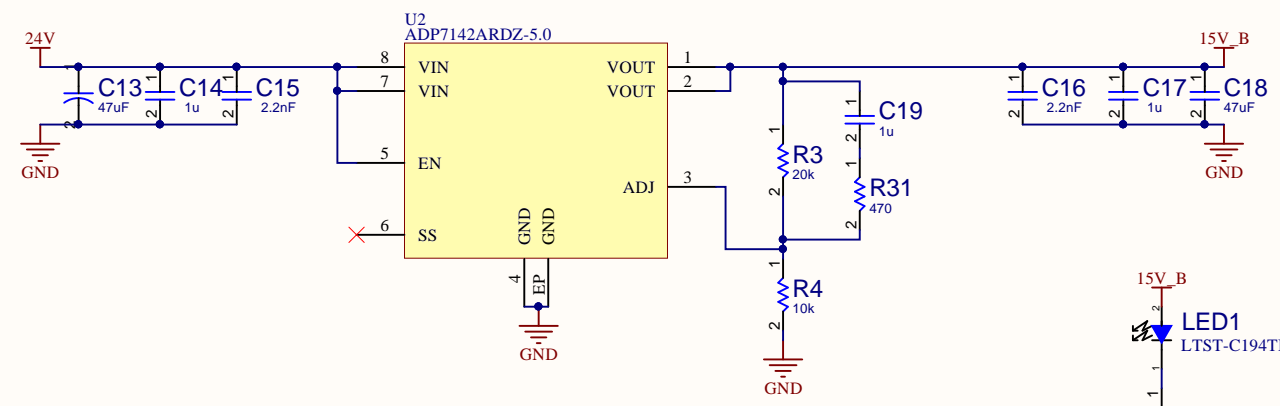 U2
ADP7142ARDZ-5.0
24V
15V_B
8
VIN
VOUT
1
7
VIN
VOUT
2
5
EN
ADJ
3
6
SS
GND
GND
4
EP
GND
1
C13
47uF
2
1
C14
1u
2
1
C15
2.2nF
2
GND
1
R3
20k
2
1
C19
1u
2
1
R31
470
2
1
R4
10k
2
GND
1
C16
2.2nF
2
1
C17
1u
2
1
C18
47uF
2
GND
15V_B
2
LED1
LTST-C194T
1
1